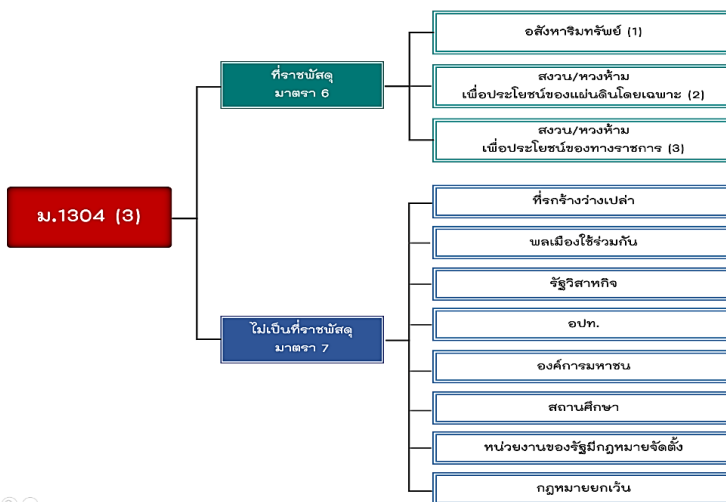 ม.1304 (3)
ที่ราชพัสดุ
มาตรา 6
อสังหาริมทรัพย์ (1)
สงวน/หวงห้าม
เพื่อประโยชน์ของแผ่นดินโดยเฉพาะ (2)
สงวน/หวงห้าม
เพื่อประโยชน์ของทางราชการ (3)
ไม่เป็นที่ราชพัสดุ
มาตรา 7
ที่รกร้างว่างเปล่า
พลเมืองใช้ร่วมกัน
รัฐวิสาหกิจ
อปท.
องค์การมหาชน
สถานศึกษา
หน่วยงานของรัฐมีกฎหมายจัดตั้ง
กฎหมายยกเว้น